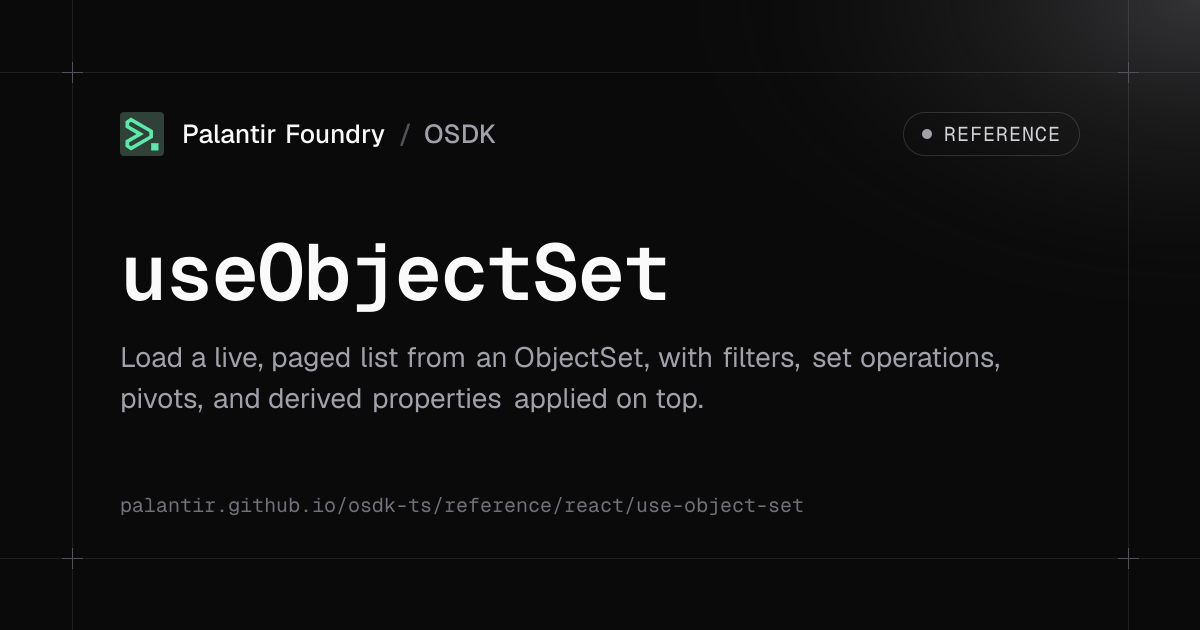 Palantir Foundry / OSDK
REFERENCE
useObjectSet
Load a live, paged list from an ObjectSet, with filters, set operations,
pivots, and derived properties applied on top.
palantir.github.io/osdk-ts/reference/react/use-object-set